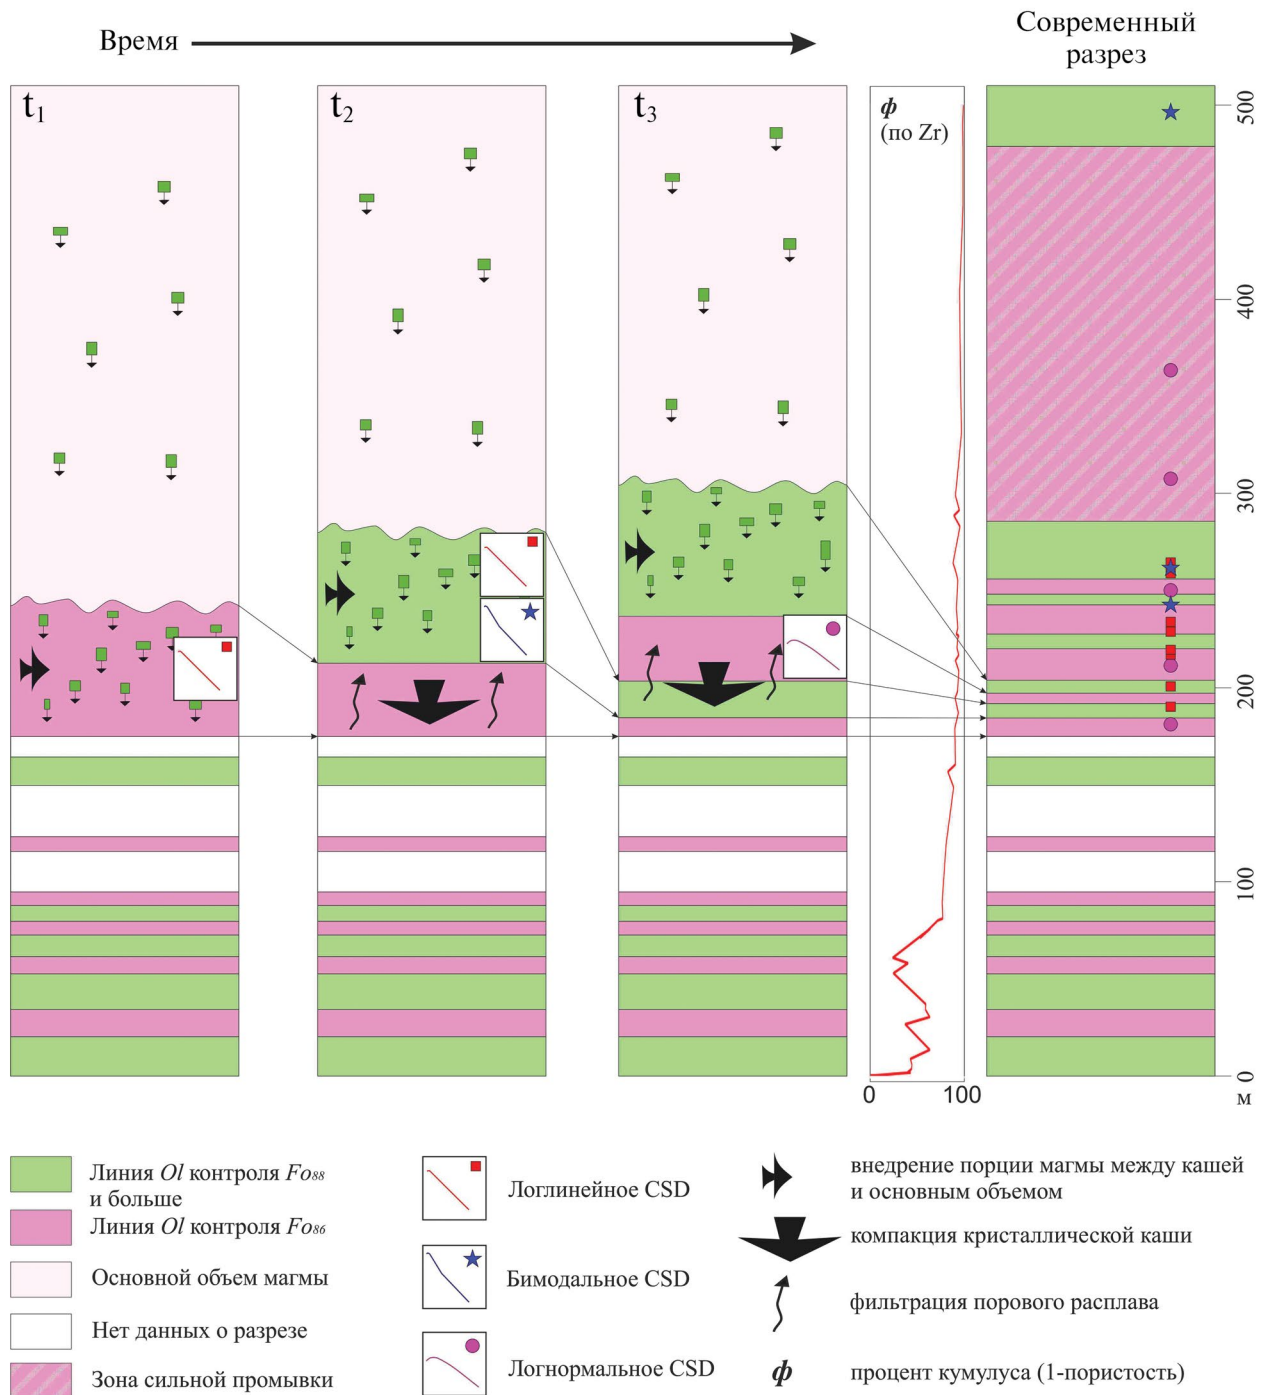 Время
Современный
разрез
t1
t2
t3
ф
(по Zr)
500
400
300
200
100
0
м
0
100
Линия Ol контроля Fo88
и больше
Линия Ol контроля Fo86
Основной объем магмы
Нет данных о разрезе
Зона сильной промывки
Логлинейное CSD
Бимодальное CSD
Логнормальное CSD
внедрение порции магмы между кашей
и основным объемом
компакция кристаллической каши
фильтрация порового расплава
ф процент кумулуса (1-пористость)